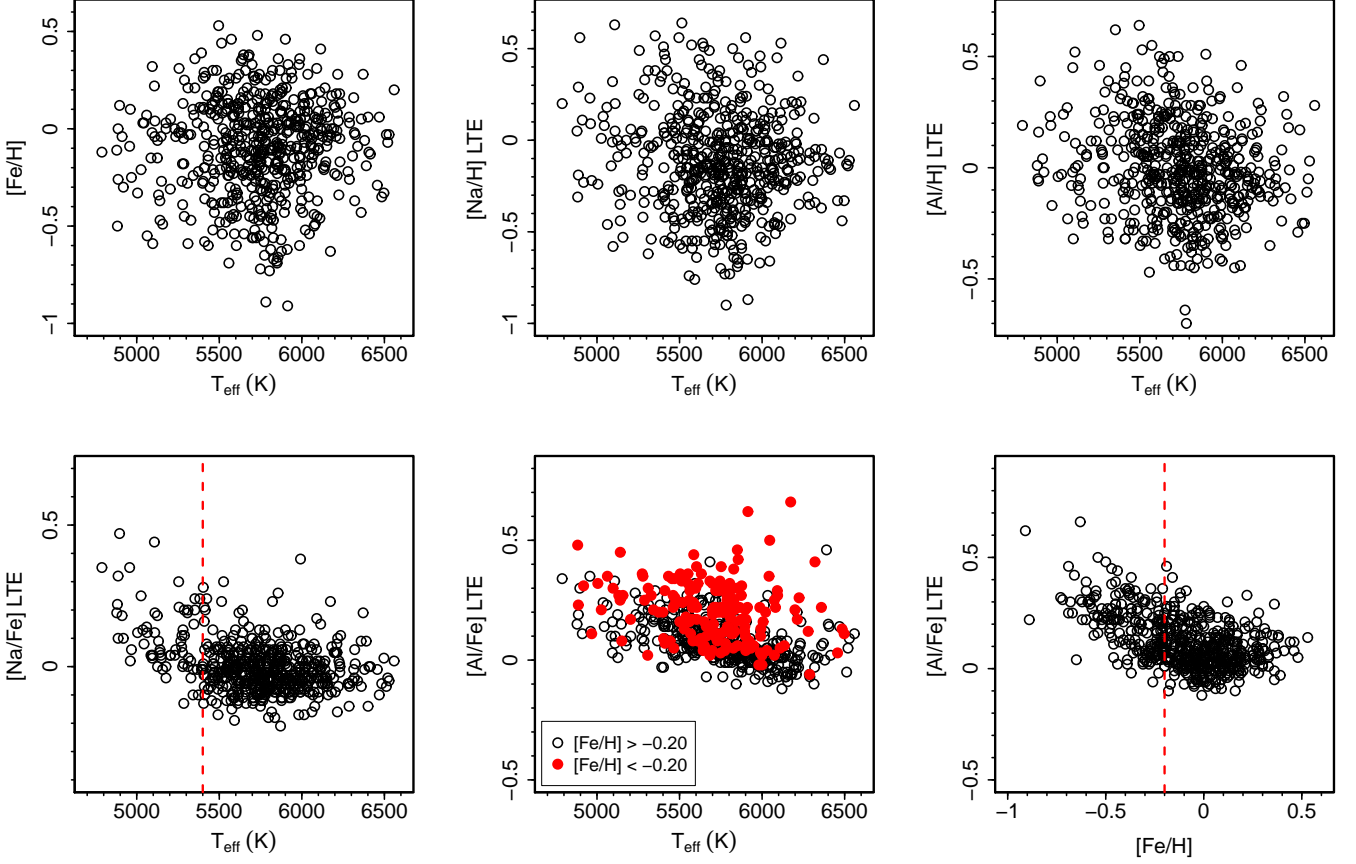 [Fe/H]
0.5
0
−0.5
−1
5000 5500 6000 6500
Teff (K)
[Na/H] LTE
0.5
0
−0.5
−1
5000 5500 6000 6500
Teff (K)
[Al/H] LTE
0.5
0
−0.5
5000 5500 6000 6500
Teff (K)
[Na/Fe] LTE
0.5
0
5000 5500 6000 6500
Teff (K)
[Al/Fe] LTE
0.5
0
−0.5
[Fe/H] > −0.20
[Fe/H] < −0.20
5000 5500 6000 6500
Teff (K)
[Al/Fe] LTE
0.5
0
−0.5
−1 −0.5 0 0.5
[Fe/H]